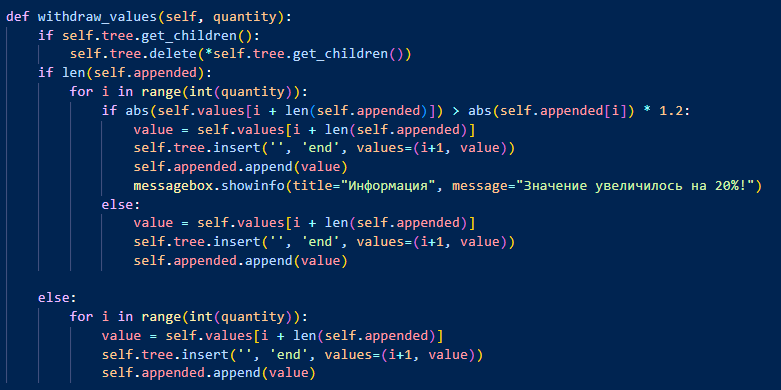 def withdraw_values(self, quantity):
    if self.tree.get_children():
        self.tree.delete(*self.tree.get_children())
    if len(self.appended):
        for i in range(int(quantity)):
            if abs(self.values[i + len(self.appended)]) > abs(self.appended[i]) * 1.2:
                value = self.values[i + len(self.appended)]
                self.tree.insert('', 'end', values=(i+1, value))
                self.appended.append(value)
                messagebox.showinfo(title="Информация", message="Значение увеличилось на 20%!")
            else:
                value = self.values[i + len(self.appended)]
                self.tree.insert('', 'end', values=(i+1, value))
                self.appended.append(value)

    else:
        for i in range(int(quantity)):
            value = self.values[i + len(self.appended)]
            self.tree.insert('', 'end', values=(i+1, value))
            self.appended.append(value)